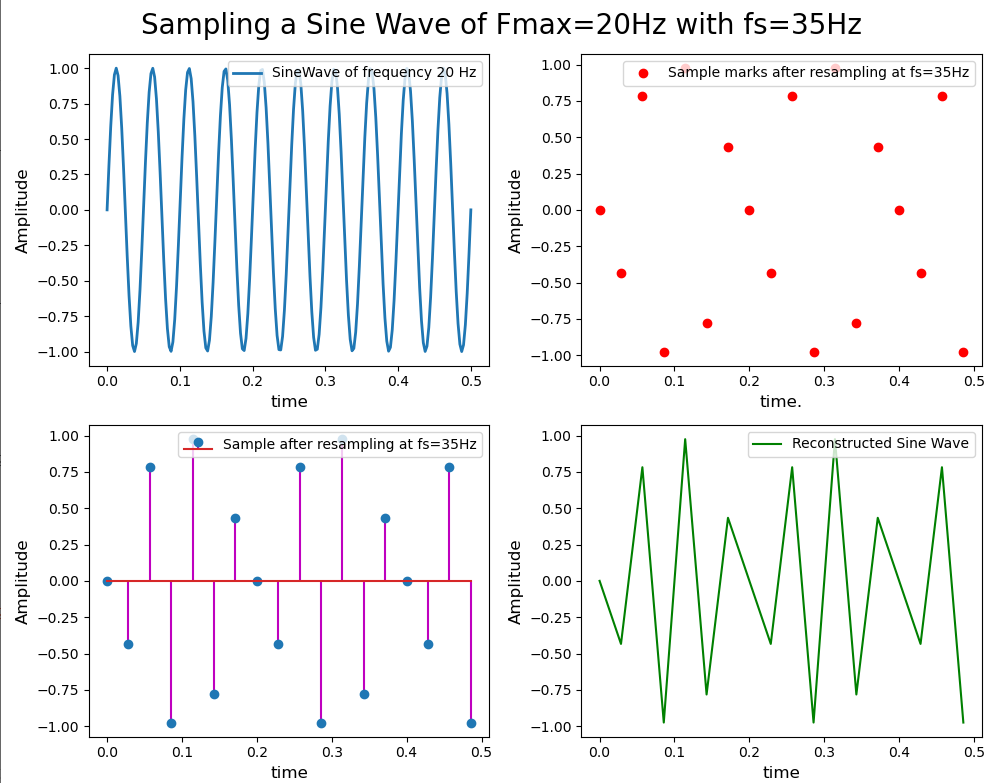 Sampling a Sine Wave of Fmax=20Hz with fs=35Hz
SineWave of frequency 20 Hz
1.00
0.75
0.50
0.25
0.00
−0.25
−0.50
−0.75
−1.00
Amplitude
0.0 0.1 0.2 0.3 0.4 0.5
time
Sample marks after resampling at fs=35Hz
1.00
0.75
0.50
0.25
0.00
−0.25
−0.50
−0.75
−1.00
Amplitude
0.0 0.1 0.2 0.3 0.4 0.5
time.
Sample after resampling at fs=35Hz
1.00
0.75
0.50
0.25
0.00
−0.25
−0.50
−0.75
−1.00
Amplitude
0.0 0.1 0.2 0.3 0.4 0.5
time
Reconstructed Sine Wave
1.00
0.75
0.50
0.25
0.00
−0.25
−0.50
−0.75
−1.00
Amplitude
0.0 0.1 0.2 0.3 0.4 0.5
time